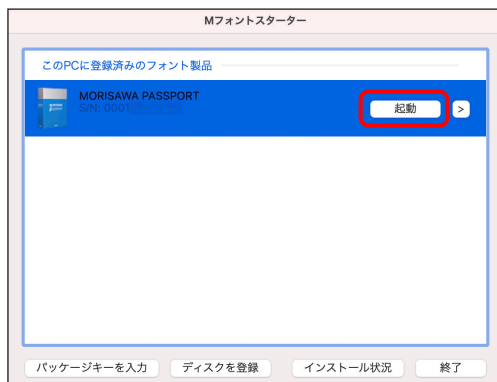 Mフォントスターター
このPCに登録済みのフォント製品
MORISAWA PASSPORT
S/N: 0001
起動
>
パッケージキーを入力 ディスクを登録 インストール状況 終了